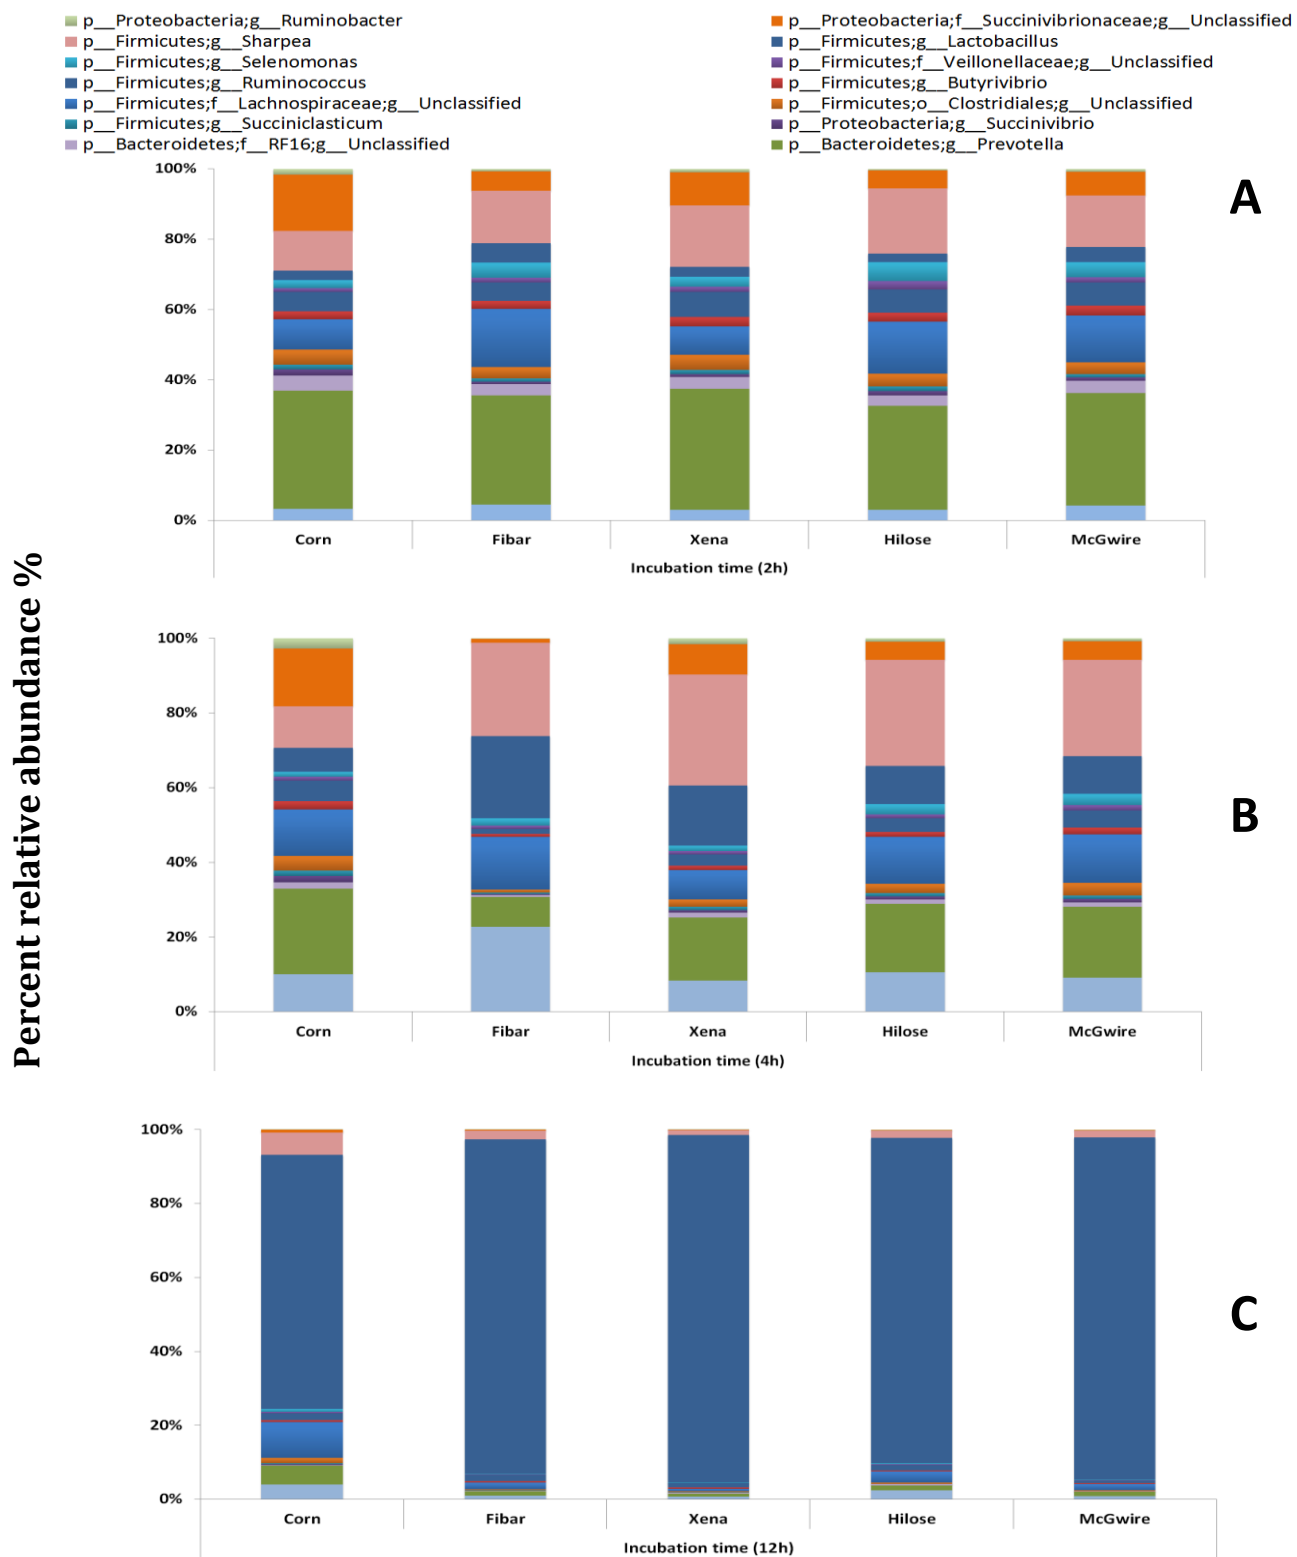 p__Proteobacteria;g__Ruminobacter
p__Proteobacteria;f__Succinivibrionaceae;g__Unclassified
p__Firmicutes;g__Sharpea
p__Firmicutes;g__Lactobacillus
p__Firmicutes;g__Selenomonas
p__Firmicutes;f__Veillonellaceae;g__Unclassified
p__Firmicutes;g__Ruminococcus
p__Firmicutes;g__Butyrivibrio
p__Firmicutes;f__Lachnospiraceae;g__Unclassified
p__Firmicutes;o__Clostridiales;g__Unclassified
p__Firmicutes;g__Succiniclasticum
p__Proteobacteria;g__Succinivibrio
p__Bacteroidetes;f__RF16;g__Unclassified
p__Bacteroidetes;g__Prevotella
Percent relative abundance %
100%
80%
60%
40%
20%
0%
Corn Fibar Xena Hilose McGwire
Incubation time (2h)
A
100%
80%
60%
40%
20%
0%
Corn Fibar Xena Hilose McGwire
Incubation time (4h)
B
100%
80%
60%
40%
20%
0%
Corn Fibar Xena Hilose McGwire
Incubation time (12h)
C